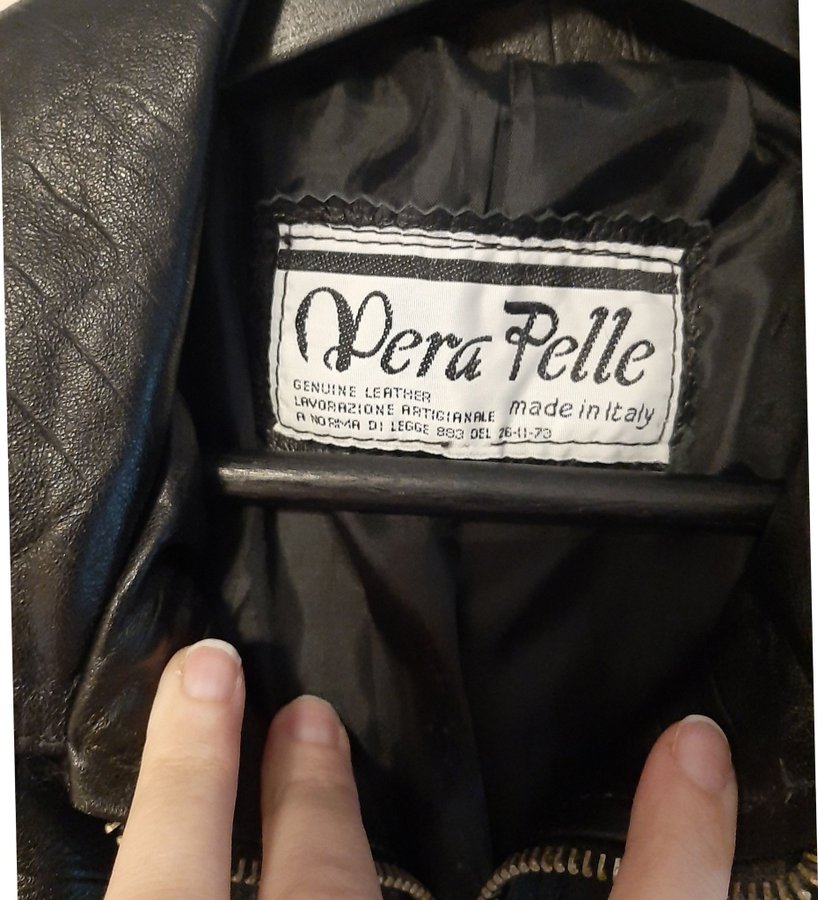 Vera Pelle
GENUINE LEATHER
LAVORAZIONE ARTIGIANALE made in Italy
A NORMA DI LEGGE 883 DEL 26-11-73